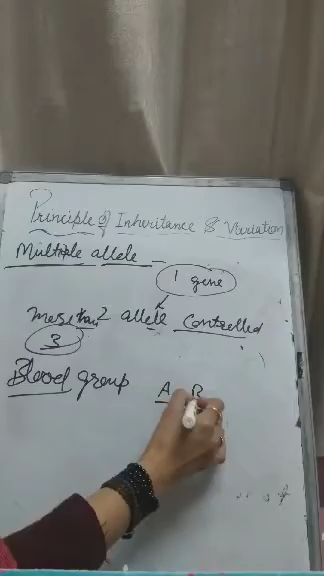 Principle of Inheritance & Variation
Multiple allele
1 gene
more than 2 allele controlled
3
Blood group A B